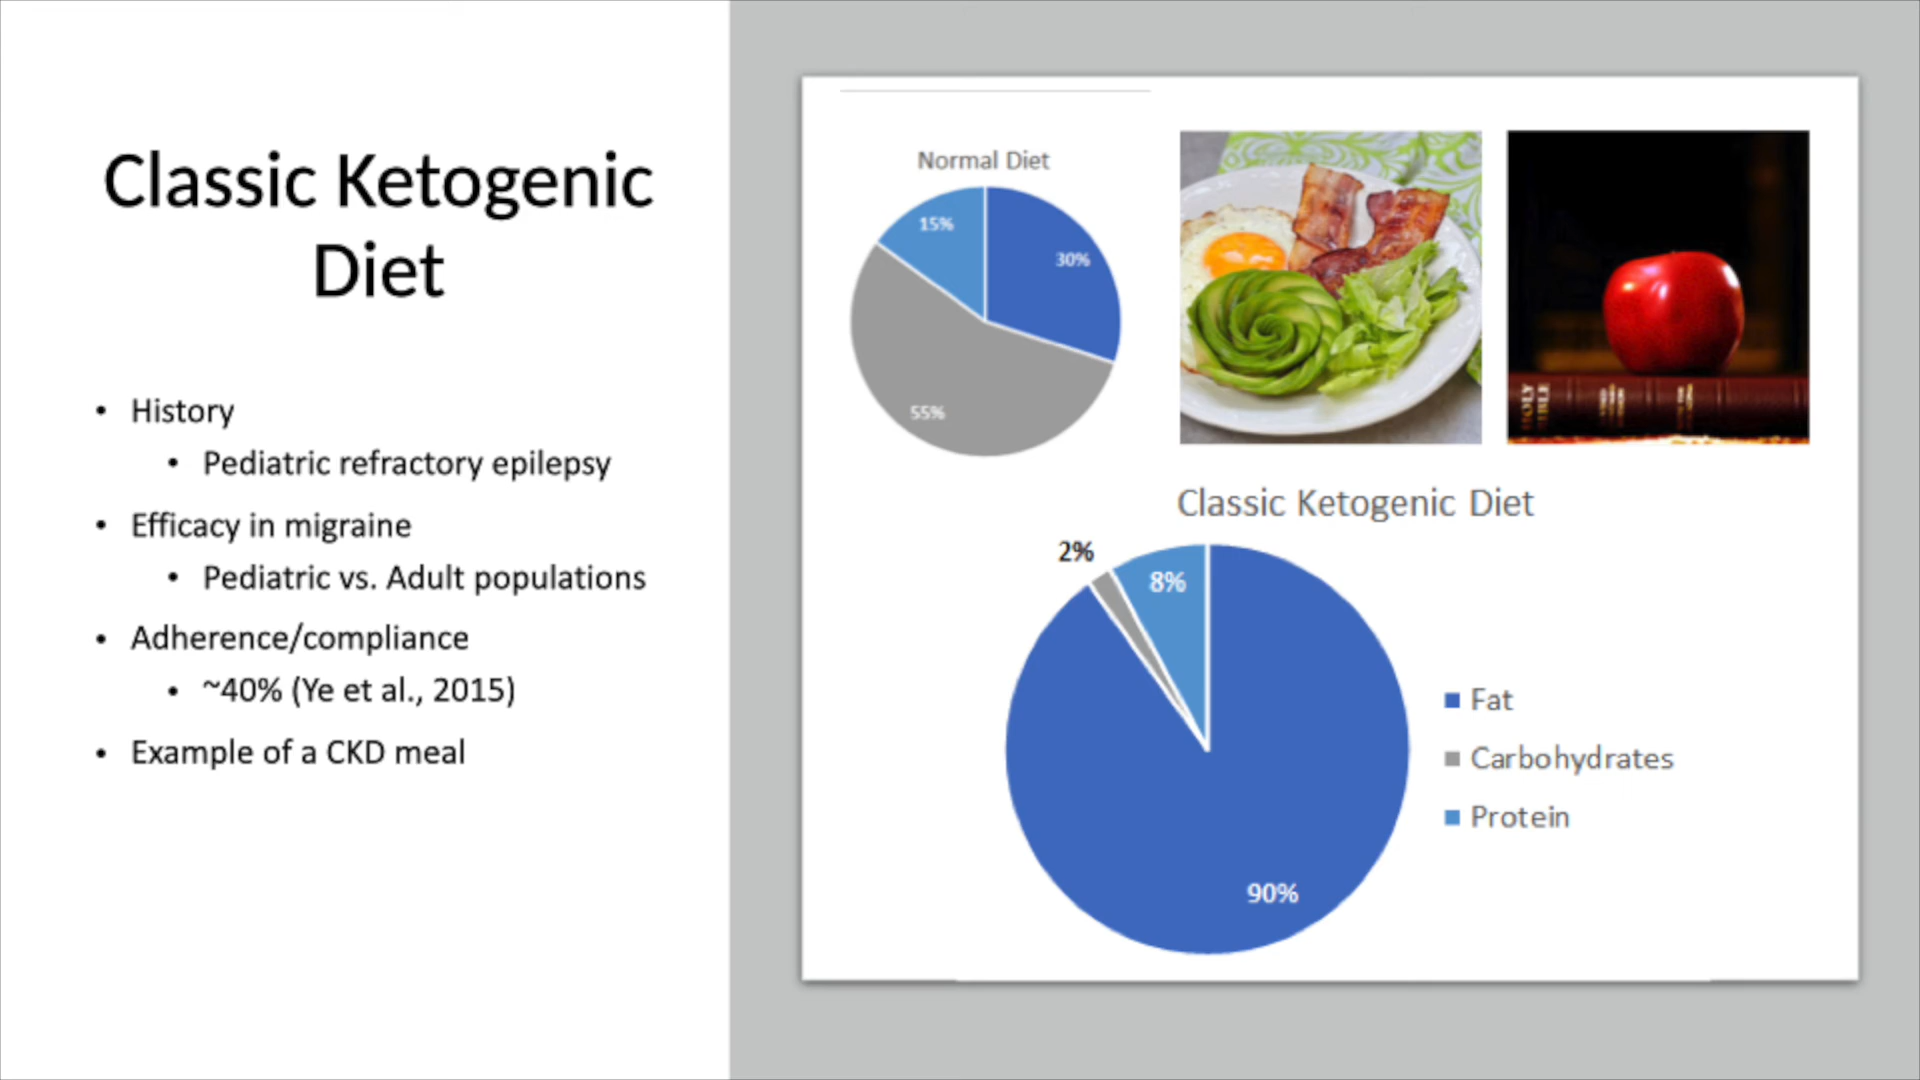 Classic Ketogenic
Diet
• History
• Pediatric refractory epilepsy
• Efficacy in migraine
• Pediatric vs. Adult populations
• Adherence/compliance
• ~40% (Ye et al., 2015)
• Example of a CKD meal
Normal Diet
15%
30%
55%
HOLY
BIBLE
Classic Ketogenic Diet
2%
8%
90%
Fat
Carbohydrates
Protein